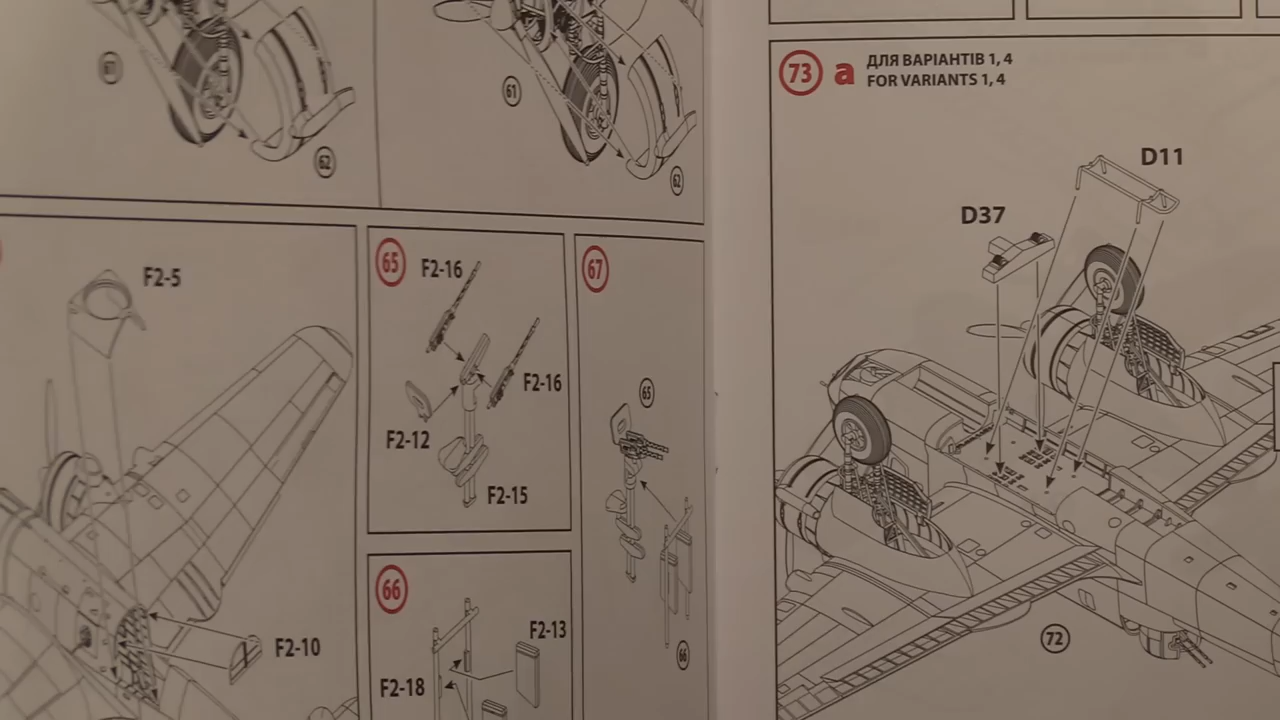 61
62
61
62
F2-5
F2-10
65
F2-16
F2-16
F2-12
F2-15
66
F2-13
F2-18
67
65
66
73 a ДЛЯ ВАРІАНТІВ 1, 4
FOR VARIANTS 1, 4
D11
D37
72